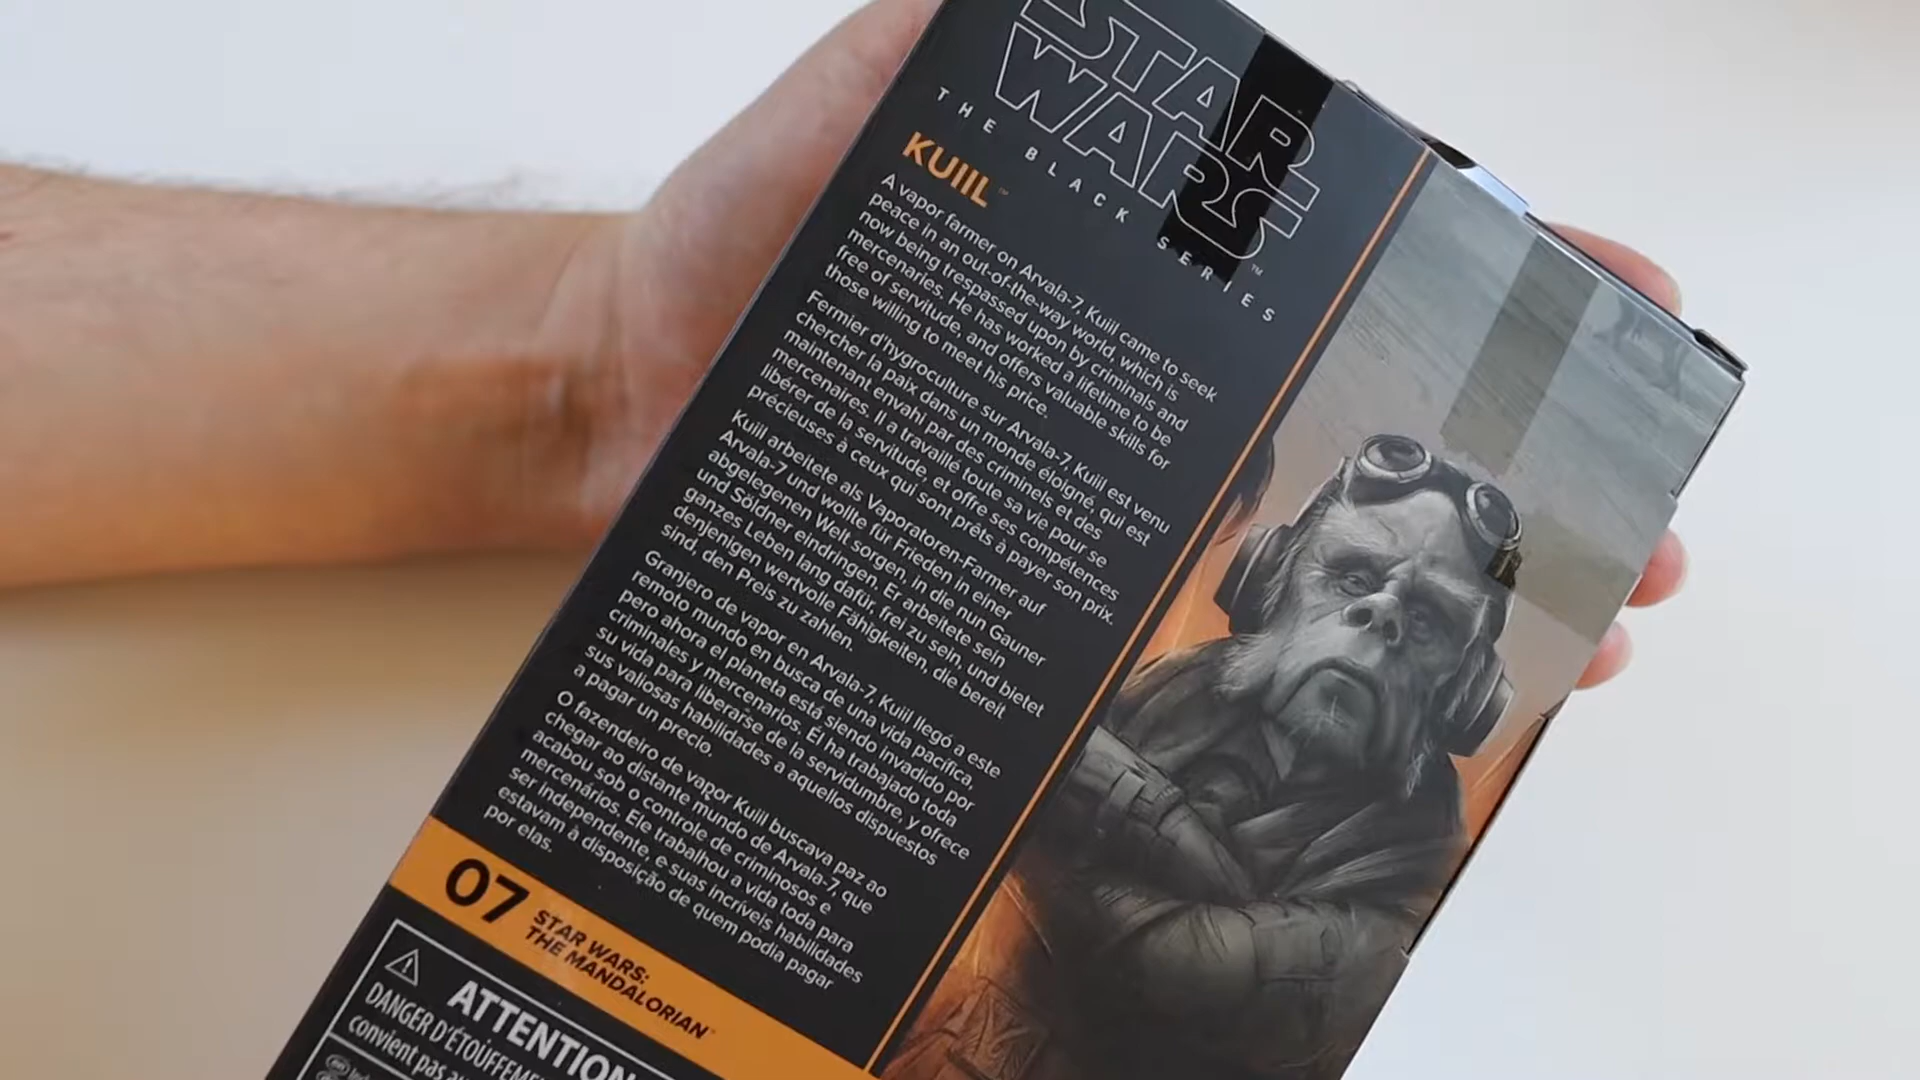 STAR
WARS
THE BLACK SERIES
KUIIL™
A vapor farmer on Arvala-7, Kuiil came to seek
peace in an out-of-the-way world, which is
now being trespassed upon by criminals and
mercenaries. He has worked a lifetime to be
free of servitude, and offers valuable skills for
those willing to meet his price.
Fermier d'hygroculture sur Arvala-7, Kuiil est venu
chercher la paix dans un monde éloigné, qui est
maintenant envahi par des criminels et des
mercenaires. Il a travaillé toute sa vie pour se
libérer de la servitude, et offre ses compétences
précieuses à ceux qui sont prêts à payer son prix.
Kuiil arbeitete als Vaporatoren-Farmer auf
Arvala-7 und wollte für Frieden in einer
abgelegenen Welt sorgen, in die nun Gauner
und Söldner eindringen. Er arbeitete sein
ganzes Leben lang dafür, frei zu sein, und bietet
denjenigen wertvolle Fähigkeiten, die bereit
sind, den Preis zu zahlen.
Granjero de vapor en Arvala-7, Kuiil llegó a este
remoto mundo en busca de una vida pacífica,
pero ahora el planeta está siendo invadido por
criminales y mercenarios. Él ha trabajado toda
su vida para liberarse de la servidumbre, y ofrece
sus valiosas habilidades a aquellos dispuestos
a pagar un precio.
O fazendeiro de vapor Kuiil buscava paz ao
chegar ao distante mundo de Arvala-7, que
acabou sob o controle de criminosos e
mercenários. Ele trabalhou a vida toda para
ser independente, e suas incríveis habilidades
estavam à disposição de quem podia pagar
por elas.
07
STAR WARS:
THE MANDALORIAN™
ATTENTION
DANGER D'ÉTOUFFEME
convient pas au